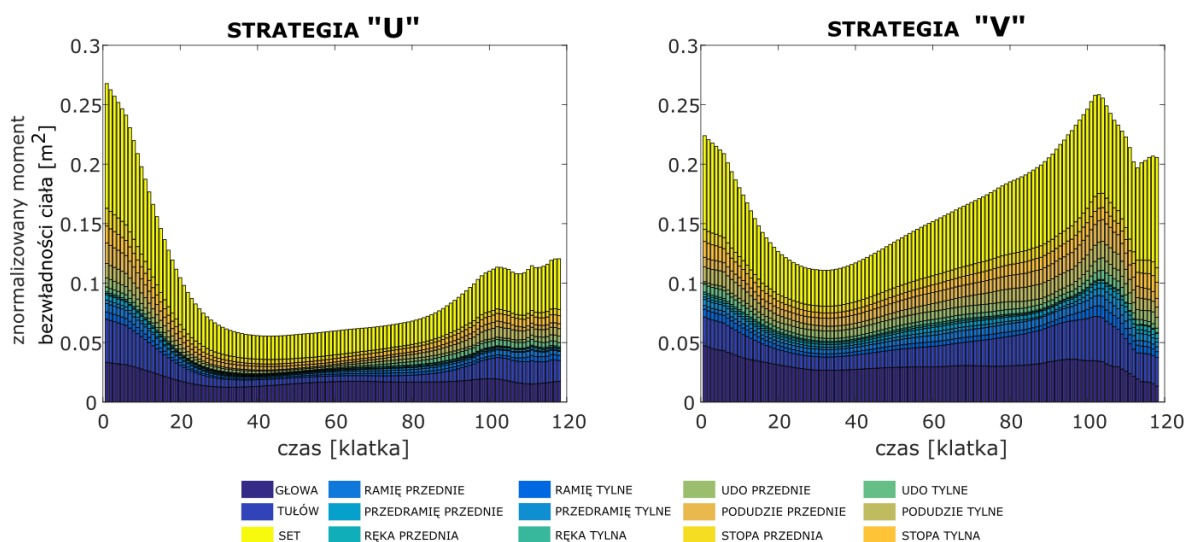 STRATEGIA "U"
STRATEGIA "V"
znormalizowany moment
bezwładności ciała [m²]
0.3
0.25
0.2
0.15
0.1
0.05
0
0 20 40 60 80 100 120
czas [klatka]
0.3
0.25
0.2
0.15
0.1
0.05
0
0 20 40 60 80 100 120
czas [klatka]
GŁOWA RAMIĘ PRZEDNIE RAMIĘ TYLNE UDO PRZEDNIE UDO TYLNE
TUŁÓW PRZEDRAMIĘ PRZEDNIE PRZEDRAMIĘ TYLNE PODUDZIE PRZEDNIE PODUDZIE TYLNE
SET RĘKA PRZEDNIA RĘKA TYLNA STOPA PRZEDNIA STOPA TYLNA